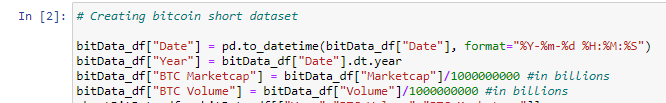 In [2]: # Creating bitcoin short dataset
bitData_df["Date"] = pd.to_datetime(bitData_df["Date"], format="%Y-%m-%d %H:%M:%S")
bitData_df["Year"] = bitData_df["Date"].dt.year
bitData_df["BTC Marketcap"] = bitData_df["Marketcap"]/1000000000 #in billions
bitData_df["BTC Volume"] = bitData_df["Volume"]/1000000000 #in billions